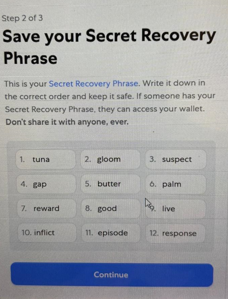 Step 2 of 3
Save your Secret Recovery
Phrase
This is your Secret Recovery Phrase. Write it down in
the correct order and keep it safe. If someone has your
Secret Recovery Phrase, they can access your wallet.
Don't share it with anyone, ever.
1. tuna 2. gloom 3. suspect
4. gap 5. butter 6. palm
7. reward 8. good 9. live
10. inflict 11. episode 12. response
Continue